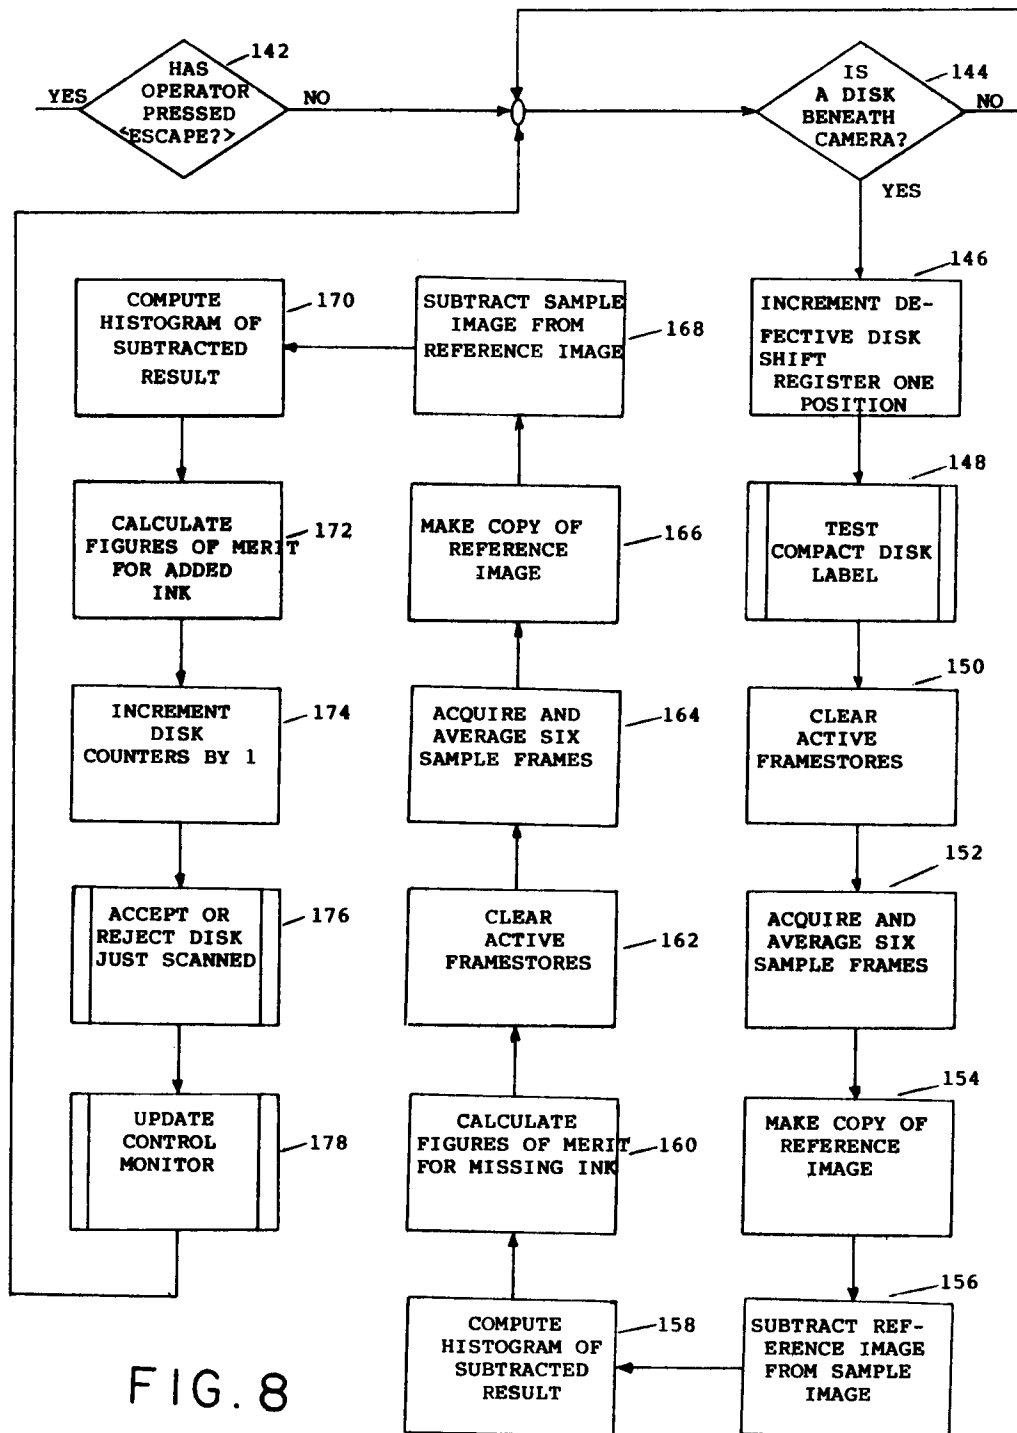 142
HAS
OPERATOR
PRESSED
<ESCAPE?>
YES
NO
IS
A DISK
BENEATH
CAMERA?
144
NO
YES
146
INCREMENT DE-
FECTIVE DISK
SHIFT
REGISTER ONE
POSITION
148
TEST
COMPACT DISK
LABEL
150
CLEAR
ACTIVE
FRAMESTORES
152
ACQUIRE AND
AVERAGE SIX
SAMPLE FRAMES
154
MAKE COPY OF
REFERENCE
IMAGE
156
SUBTRACT REF-
ERENCE IMAGE
FROM SAMPLE
IMAGE
COMPUTE
HISTOGRAM OF
SUBTRACTED
RESULT
158
CALCULATE
FIGURES OF MERIT
FOR MISSING INK
160
CLEAR
ACTIVE
FRAMESTORES
162
ACQUIRE AND
AVERAGE SIX
SAMPLE FRAMES
164
MAKE COPY OF
REFERENCE
IMAGE
166
SUBTRACT SAMPLE
IMAGE FROM
REFERENCE IMAGE
168
COMPUTE
HISTOGRAM OF
SUBTRACTED
RESULT
170
CALCULATE
FIGURES OF MERIT
FOR ADDED
INK
172
INCREMENT
DISK
COUNTERS BY 1
174
ACCEPT OR
REJECT DISK
JUST SCANNED
176
UPDATE
CONTROL
MONITOR
178
FIG. 8